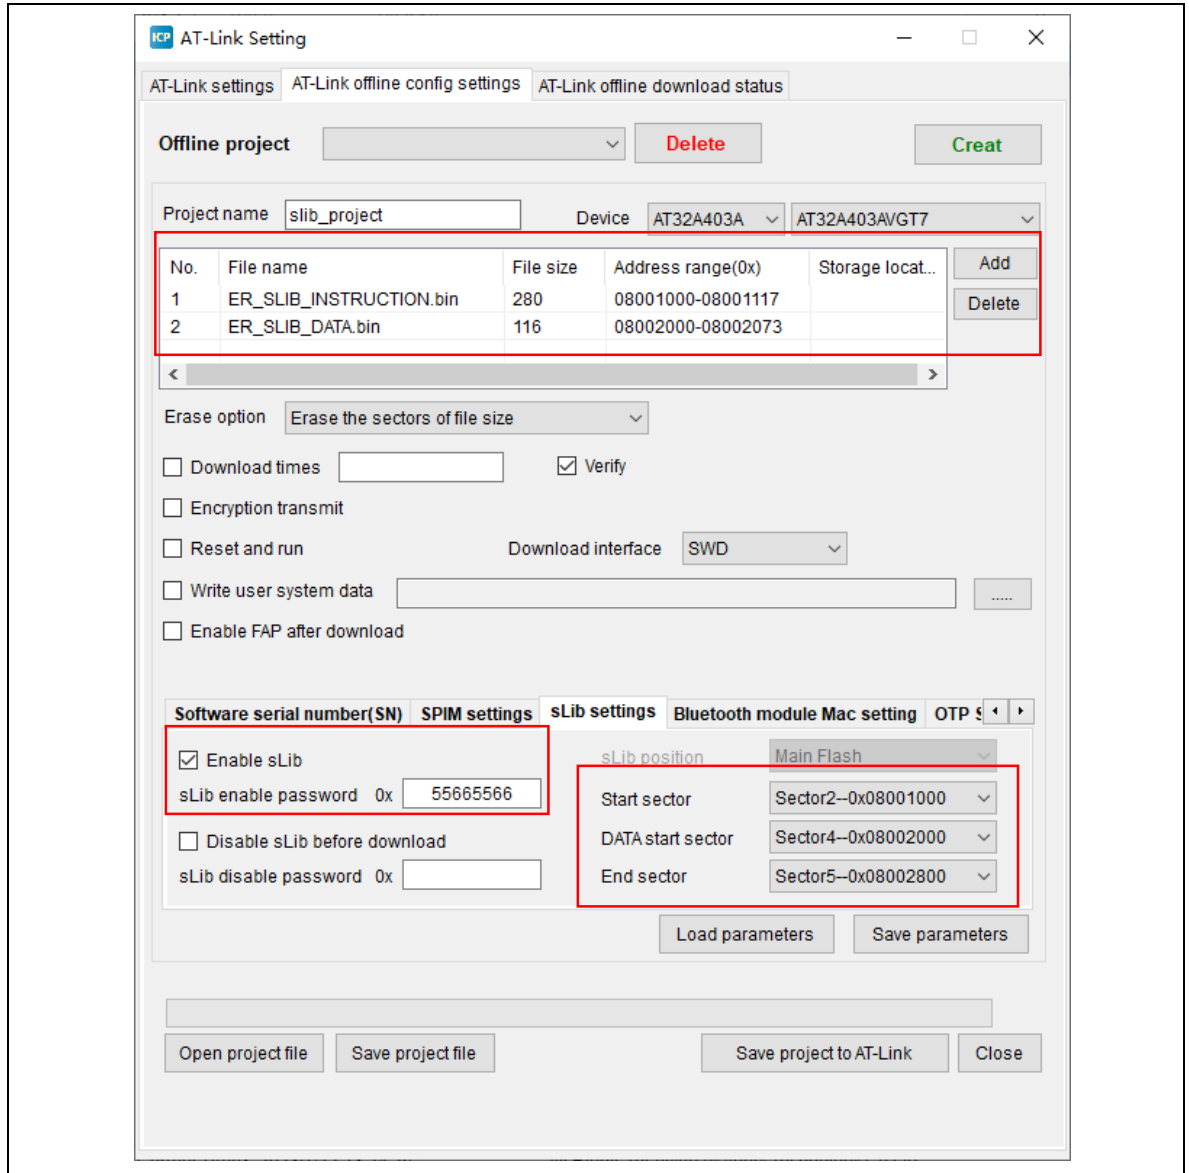 ICP AT-Link Setting
AT-Link settings AT-Link offline config settings AT-Link offline download status
Offline project Delete Creat
Project name slib_project Device AT32A403A AT32A403AVGT7
No. File name File size Address range(0x) Storage locat... Add
1 ER_SLIB_INSTRUCTION.bin 280 08001000-08001117 Delete
2 ER_SLIB_DATA.bin 116 08002000-08002073
Erase option Erase the sectors of file size
Download times Verify
Encryption transmit
Reset and run Download interface SWD
Write user system data .....
Enable FAP after download
Software serial number(SN) SPIM settings sLib settings Bluetooth module Mac setting OTP S
Enable sLib sLib position Main Flash
sLib enable password 0x 55665566 Start sector Sector2--0x08001000
Disable sLib before download DATA start sector Sector4--0x08002000
sLib disable password 0x End sector Sector5--0x08002800
Load parameters Save parameters
Open project file Save project file Save project to AT-Link Close